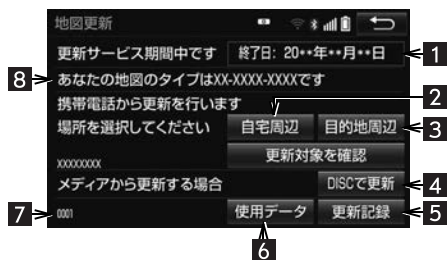 地図更新
更新サービス期間中です 終了日: 20**年**月**日 1
8 あなたの地図のタイプはXX-XXXX-XXXXです
携帯電話から更新を行います 2
場所を選択してください 自宅周辺 目的地周辺 3
XXXXXXXX 更新対象を確認
メディアから更新する場合 DISCで更新 4
7 0001 使用データ 更新記録 5
6